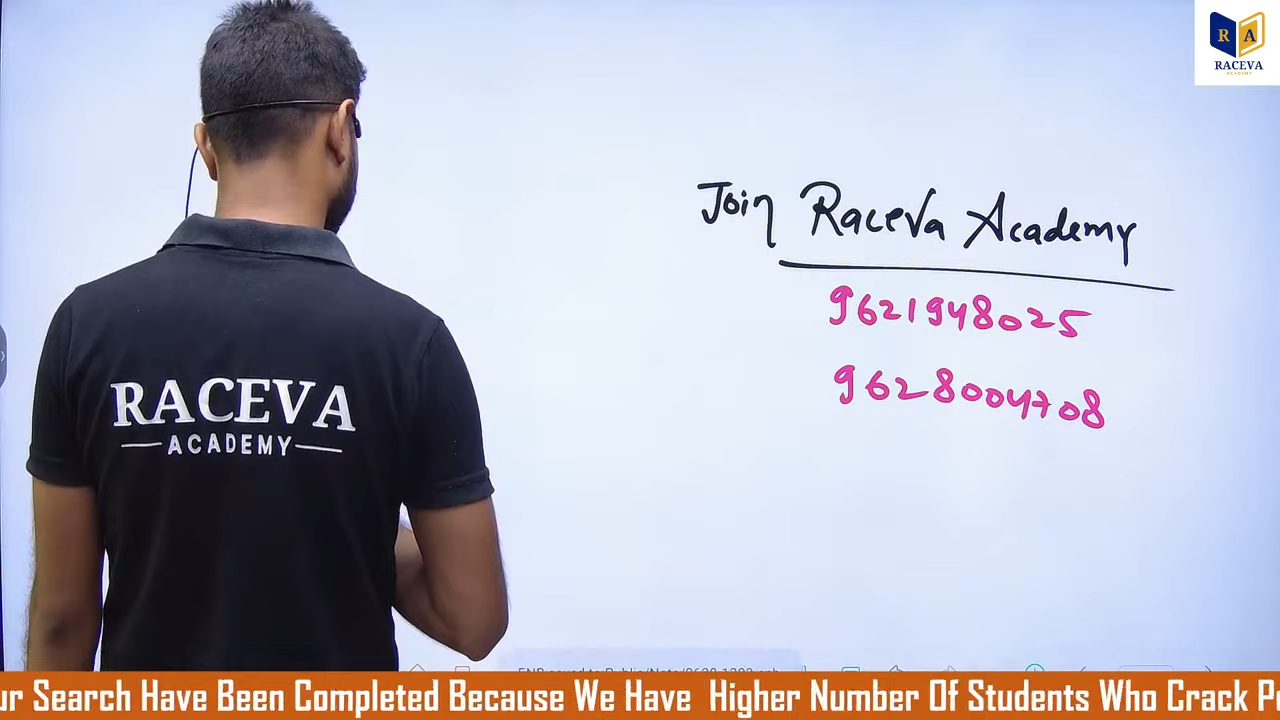 R A
RACEVA
ACADEMY
Join Raceva Academy
9621948025
9628004708
RACEVA
ACADEMY
ur Search Have Been Completed Because We Have Higher Number Of Students Who Crack P